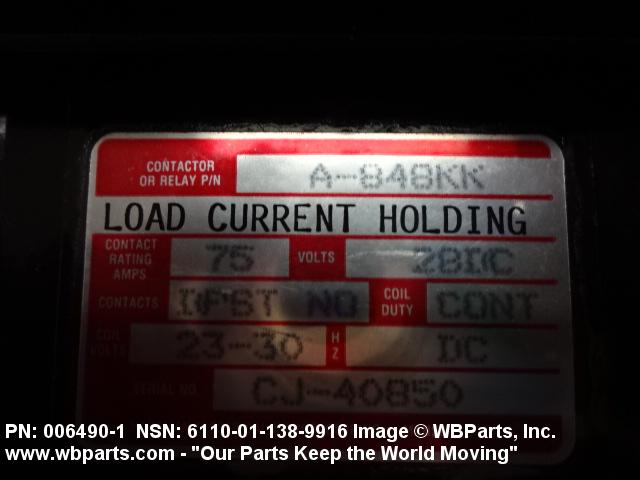 CONTACTOR
OR RELAY P/N A-848KK
LOAD CURRENT HOLDING
CONTACT
RATING
AMPS 75 VOLTS 28DC
CONTACTS DPST NO COIL
DUTY CONT
COIL
VOLTS 23-30 HZ DC
SERIAL NO. CJ-40850
PN: 006490-1 NSN: 6110-01-138-9916 Image © WBParts, Inc.
www.wbparts.com - "Our Parts Keep the World Moving"